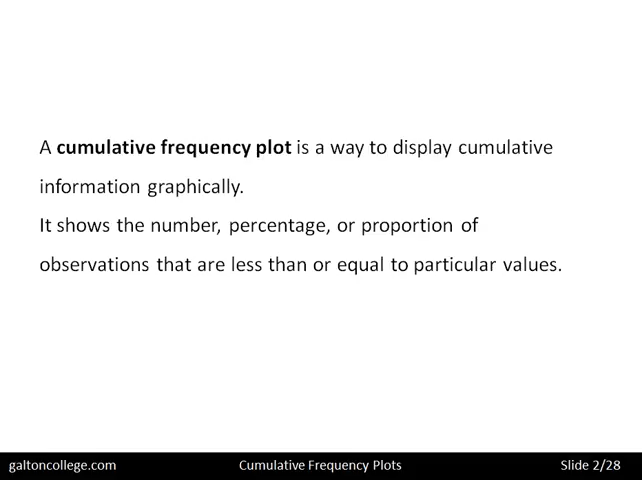 A cumulative frequency plot is a way to display cumulative
information graphically.
It shows the number, percentage, or proportion of
observations that are less than or equal to particular values.
galtoncollege.com
Cumulative Frequency Plots
Slide 2/28